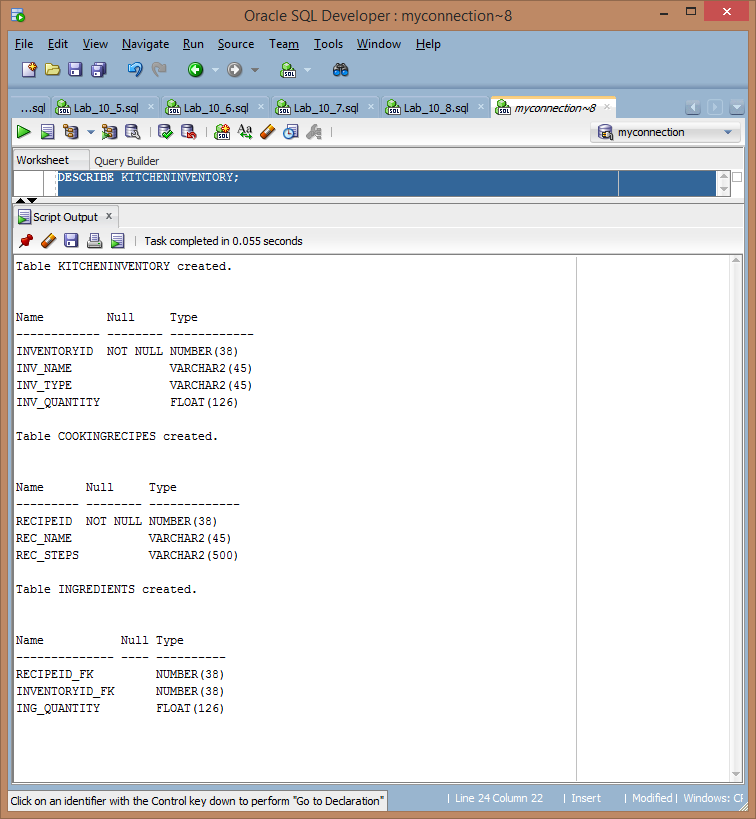 Oracle SQL Developer : myconnection~8
File Edit View Navigate Run Source Team Tools Window Help
...sql Lab_10_5.sql Lab_10_6.sql Lab_10_7.sql Lab_10_8.sql myconnection~8
myconnection
Worksheet Query Builder
DESCRIBE KITCHENINVENTORY;
Script Output
Task completed in 0.055 seconds
Table KITCHENINVENTORY created.
Name Null Type
------------ -------- ------------
INVENTORYID NOT NULL NUMBER(38)
INV_NAME VARCHAR2(45)
INV_TYPE VARCHAR2(45)
INV_QUANTITY FLOAT(126)
Table COOKINGRECIPES created.
Name Null Type
--------- -------- -------------
RECIPEID NOT NULL NUMBER(38)
REC_NAME VARCHAR2(45)
REC_STEPS VARCHAR2(500)
Table INGREDIENTS created.
Name Null Type
-------------- ---- ----------
RECIPEID_FK NUMBER(38)
INVENTORYID_FK NUMBER(38)
ING_QUANTITY FLOAT(126)
Click on an identifier with the Control key down to perform "Go to Declaration" | Line 24 Column 22 | Insert | Modified | Windows: CF